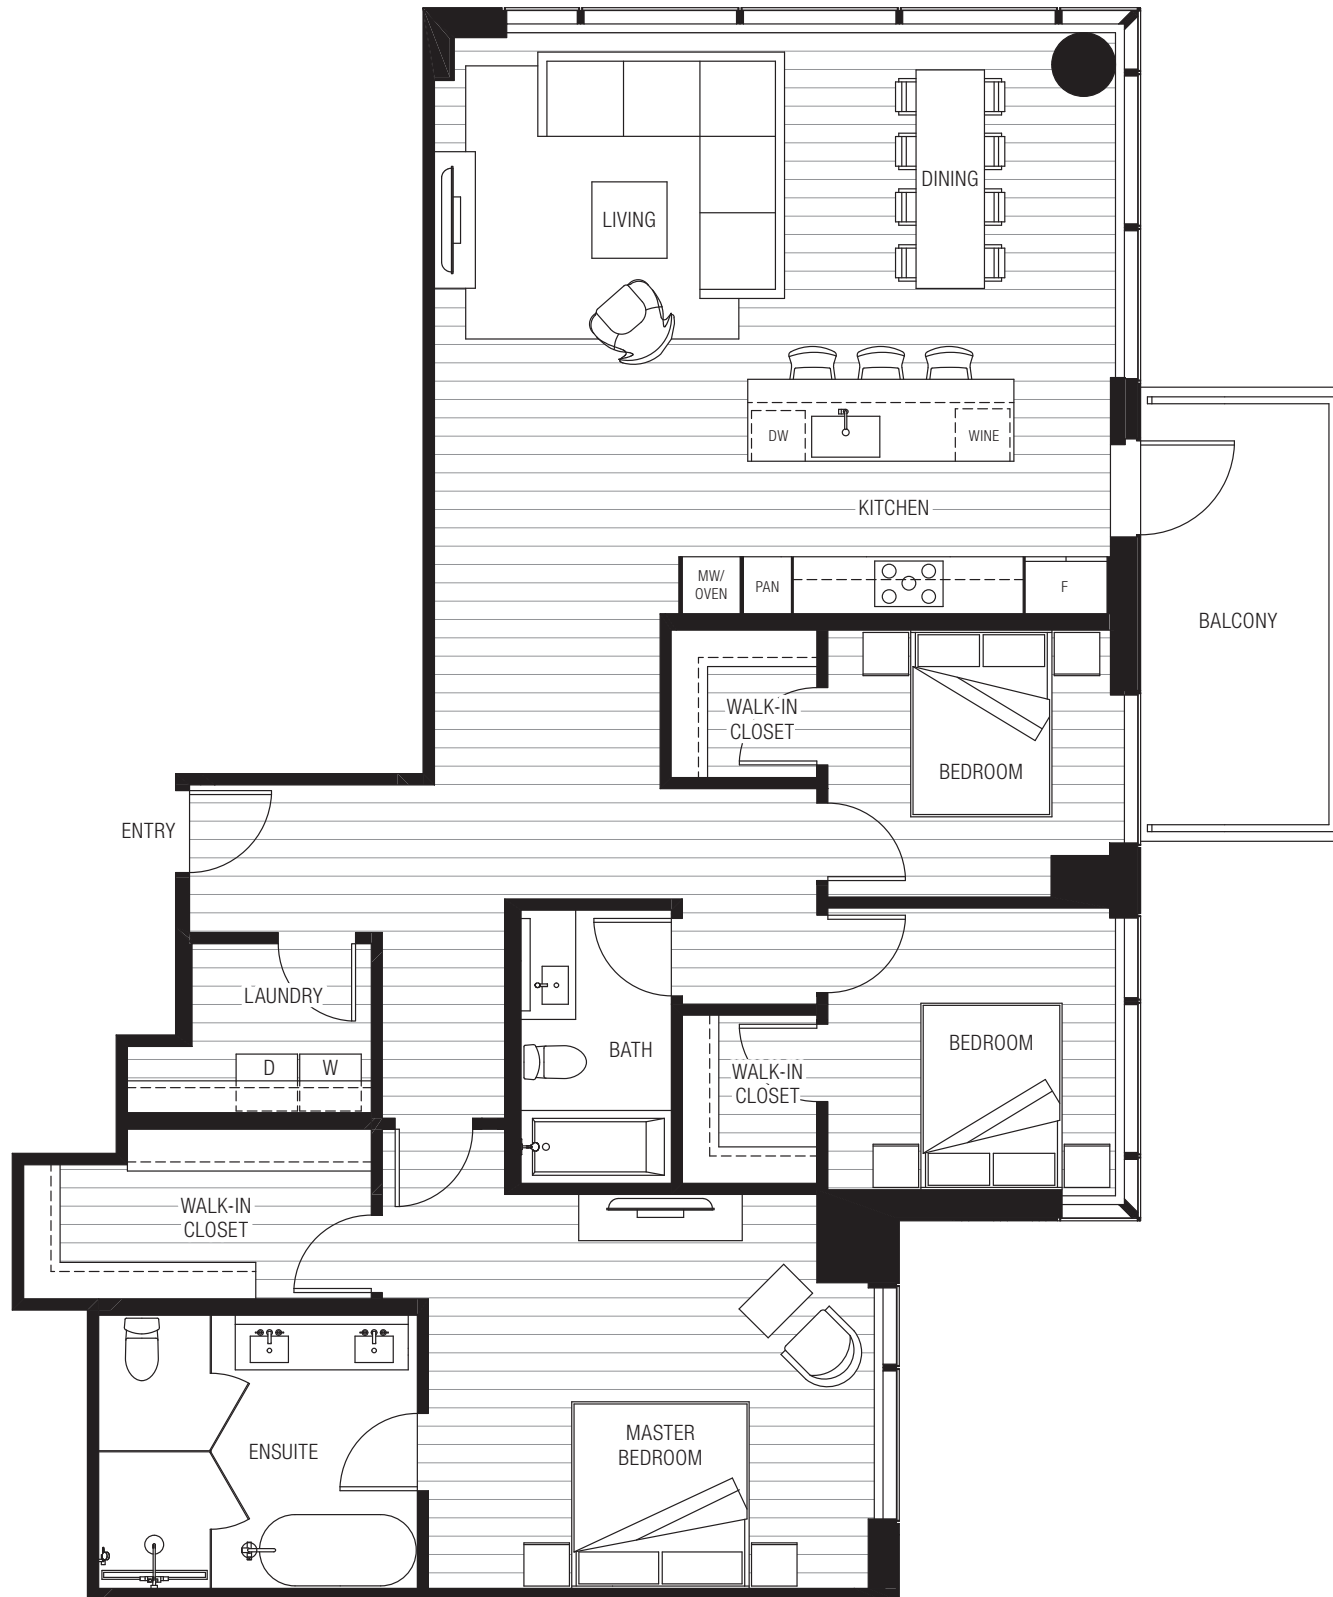 DINING
LIVING
DW
WINE
KITCHEN
MW/
OVEN
PAN
F
BALCONY
WALK-IN
CLOSET
BEDROOM
ENTRY
LAUNDRY
BATH
BEDROOM
D
W
WALK-IN
CLOSET
WALK-IN
CLOSET
MASTER
BEDROOM
ENSUITE